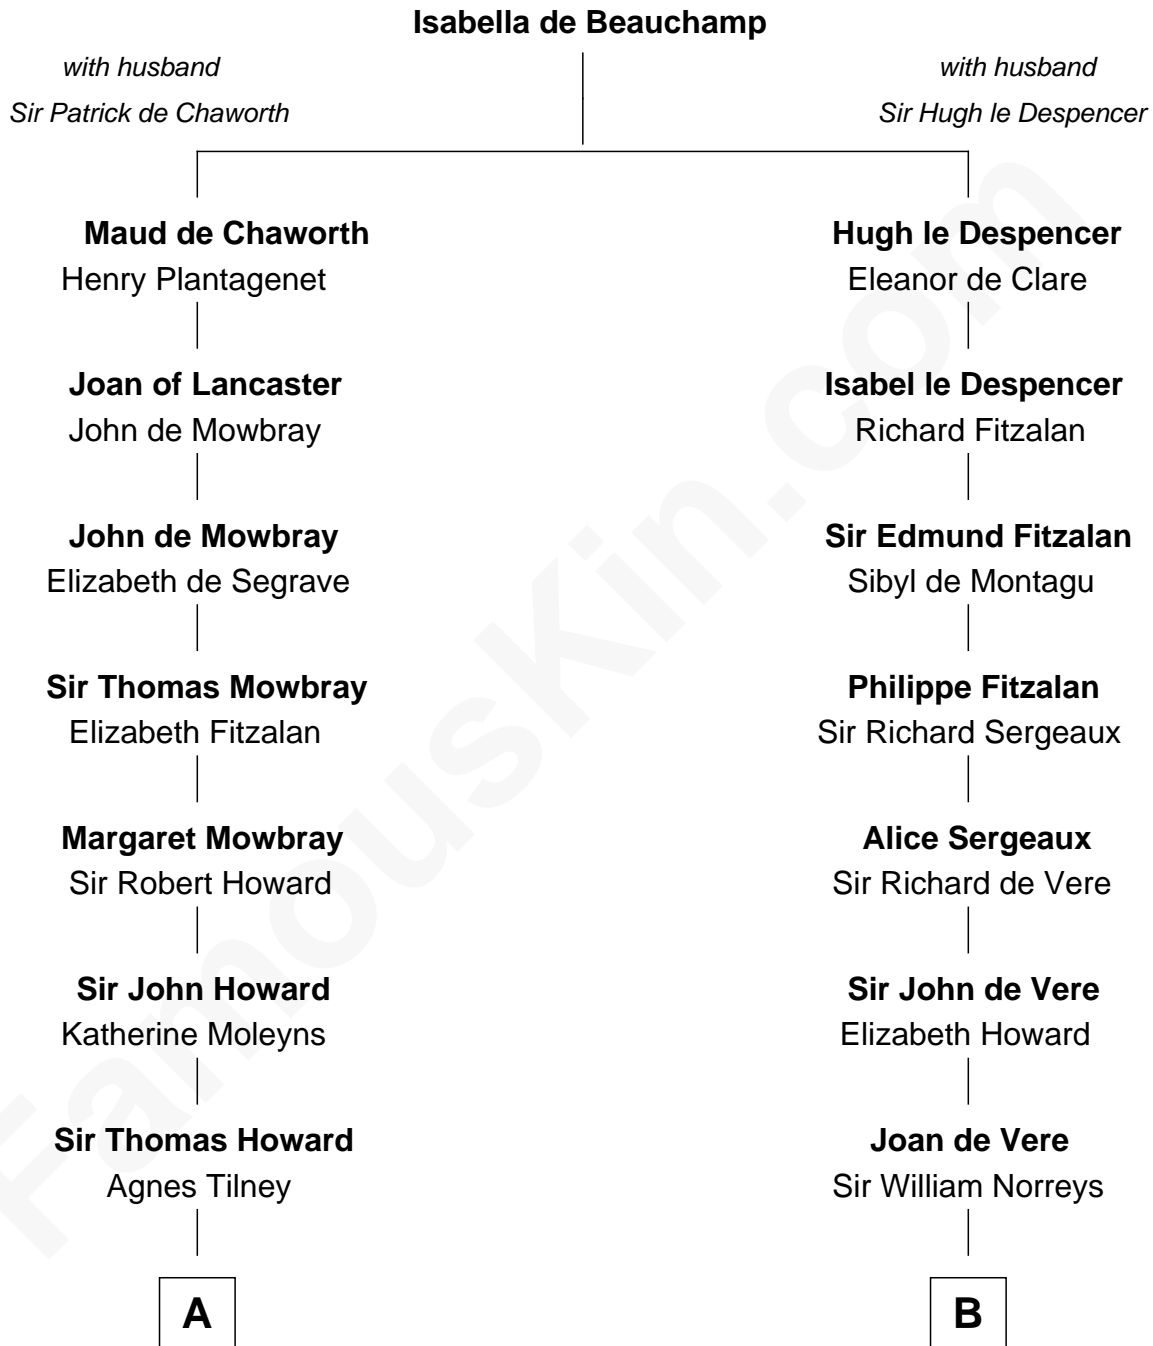 Isabella de Beauchamp
with husband
Sir Patrick de Chaworth
with husband
Sir Hugh le Despencer
Maud de Chaworth
Henry Plantagenet
Hugh le Despencer
Eleanor de Clare
Joan of Lancaster
John de Mowbray
Isabel le Despencer
Richard Fitzalan
John de Mowbray
Elizabeth de Segrave
Sir Edmund Fitzalan
Sibyl de Montagu
Sir Thomas Mowbray
Elizabeth Fitzalan
Philippe Fitzalan
Sir Richard Sergeaux
Margaret Mowbray
Sir Robert Howard
Alice Sergeaux
Sir Richard de Vere
Sir John Howard
Katherine Moleyns
Sir John de Vere
Elizabeth Howard
Sir Thomas Howard
Agnes Tilney
Joan de Vere
Sir William Norreys
A
B
FamousKin.com